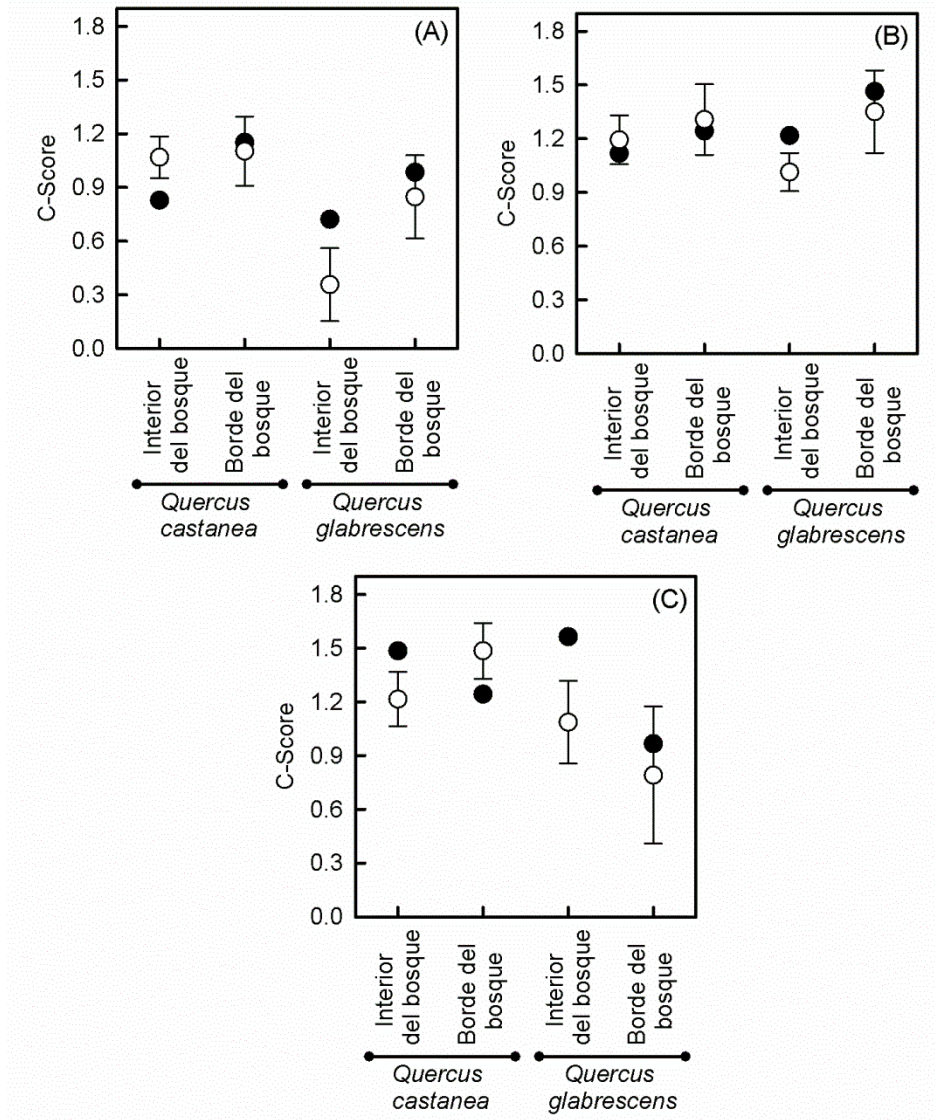 (A)
C-Score
1.8
1.5
1.2
0.9
0.6
0.3
0.0
Interior
del bosque
Borde del
bosque
Interior
del bosque
Borde del
bosque
Quercus
castanea
Quercus
glabrescens
(B)
C-Score
1.8
1.5
1.2
0.9
0.6
0.3
0.0
Interior
del bosque
Borde del
bosque
Interior
del bosque
Borde del
bosque
Quercus
castanea
Quercus
glabrescens
(C)
C-Score
1.8
1.5
1.2
0.9
0.6
0.3
0.0
Interior
del bosque
Borde del
bosque
Interior
del bosque
Borde del
bosque
Quercus
castanea
Quercus
glabrescens